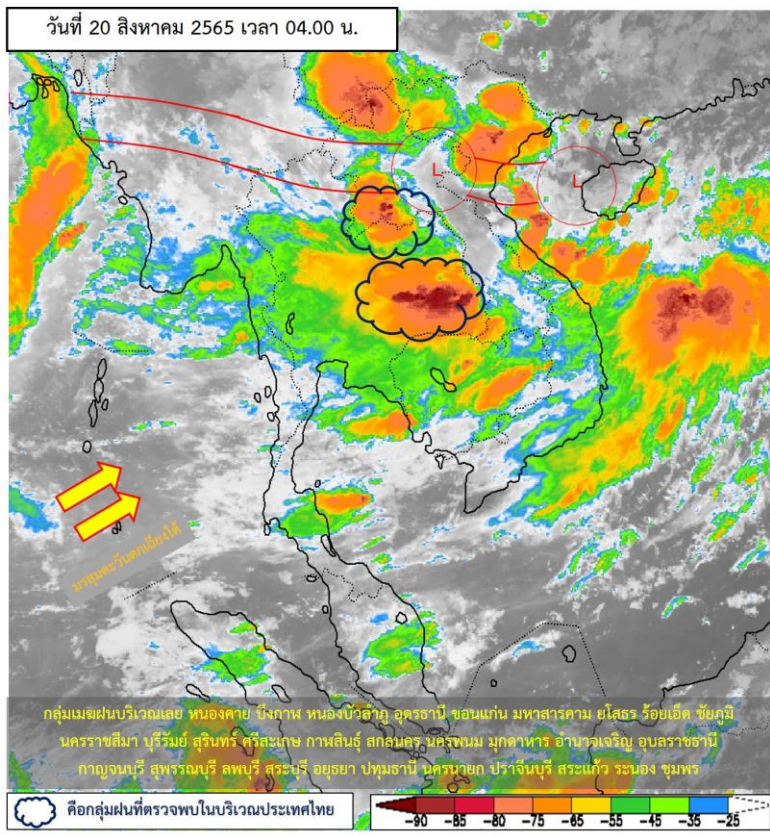 วันที่ 20 สิงหาคม 2565 เวลา 04.00 น.
L
L
มรสุมตะวันตกเฉียงใต้
กลุ่มเมฆฝนบริเวณเลย หนองคาย บึงกาฬ หนองบัวลำภู อุดรธานี ขอนแก่น มหาสารคาม ยโสธร ร้อยเอ็ด ชัยภูมิ
นครราชสีมา บุรีรัมย์ สุรินทร์ ศรีสะเกษ กาฬสินธุ์ สกลนคร นครพนม มุกดาหาร อำนาจเจริญ อุบลราชธานี
กาญจนบุรี สุพรรณบุรี ลพบุรี สระบุรี อยุธยา ปทุมธานี นครนายก ปราจีนบุรี สระแก้ว ระนอง ชุมพร
คือกลุ่มฝนที่ตรวจพบในบริเวณประเทศไทย
-90 -85 -80 -75 -65 -55 -45 -35 -25